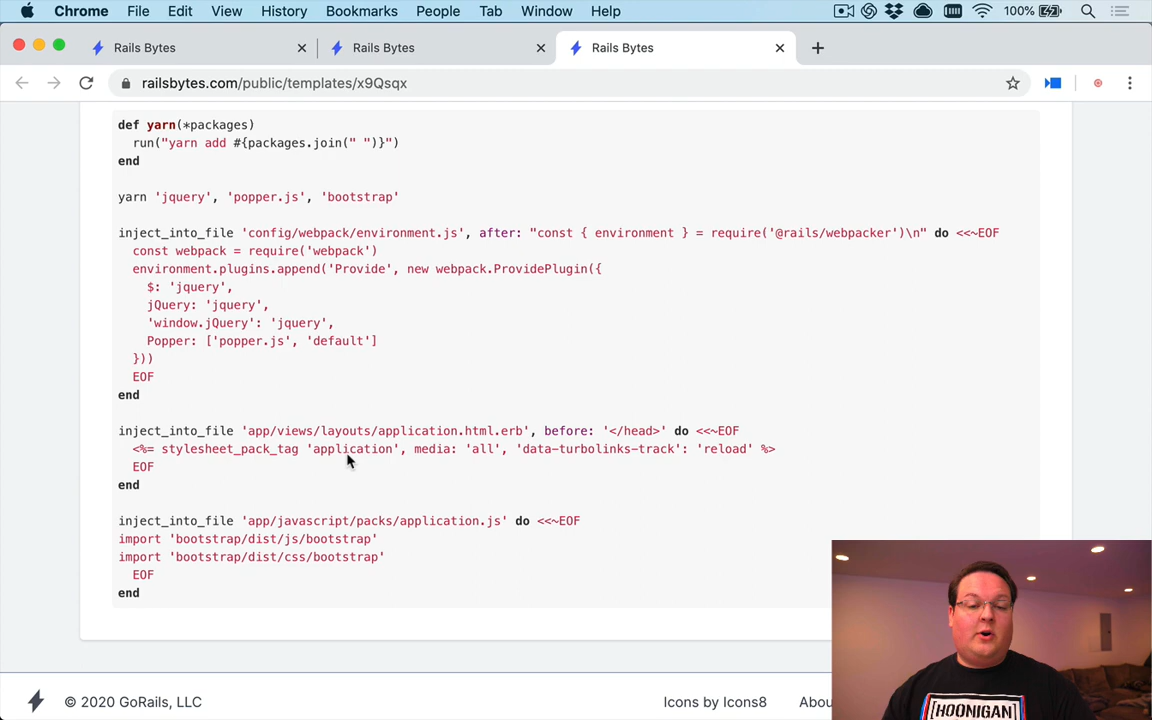 Chrome File Edit View History Bookmarks People Tab Window Help 100%
Rails Bytes Rails Bytes Rails Bytes
railsbytes.com/public/templates/x9Qsqx
def yarn(*packages)
run("yarn add #{packages.join(" ")}")
end
yarn 'jquery', 'popper.js', 'bootstrap'
inject_into_file 'config/webpack/environment.js', after: "const { environment } = require('@rails/webpacker')\n" do <<~EOF
const webpack = require('webpack')
environment.plugins.append('Provide', new webpack.ProvidePlugin({
$: 'jquery',
jQuery: 'jquery',
'window.jQuery': 'jquery',
Popper: ['popper.js', 'default']
}))
EOF
end
inject_into_file 'app/views/layouts/application.html.erb', before: '</head>' do <<~EOF
<%= stylesheet_pack_tag 'application', media: 'all', 'data-turbolinks-track': 'reload' %>
EOF
end
inject_into_file 'app/javascript/packs/application.js' do <<~EOF
import 'bootstrap/dist/js/bootstrap'
import 'bootstrap/dist/css/bootstrap'
EOF
end
© 2020 GoRails, LLC Icons by Icons8 Abou
[HOONIGAN]